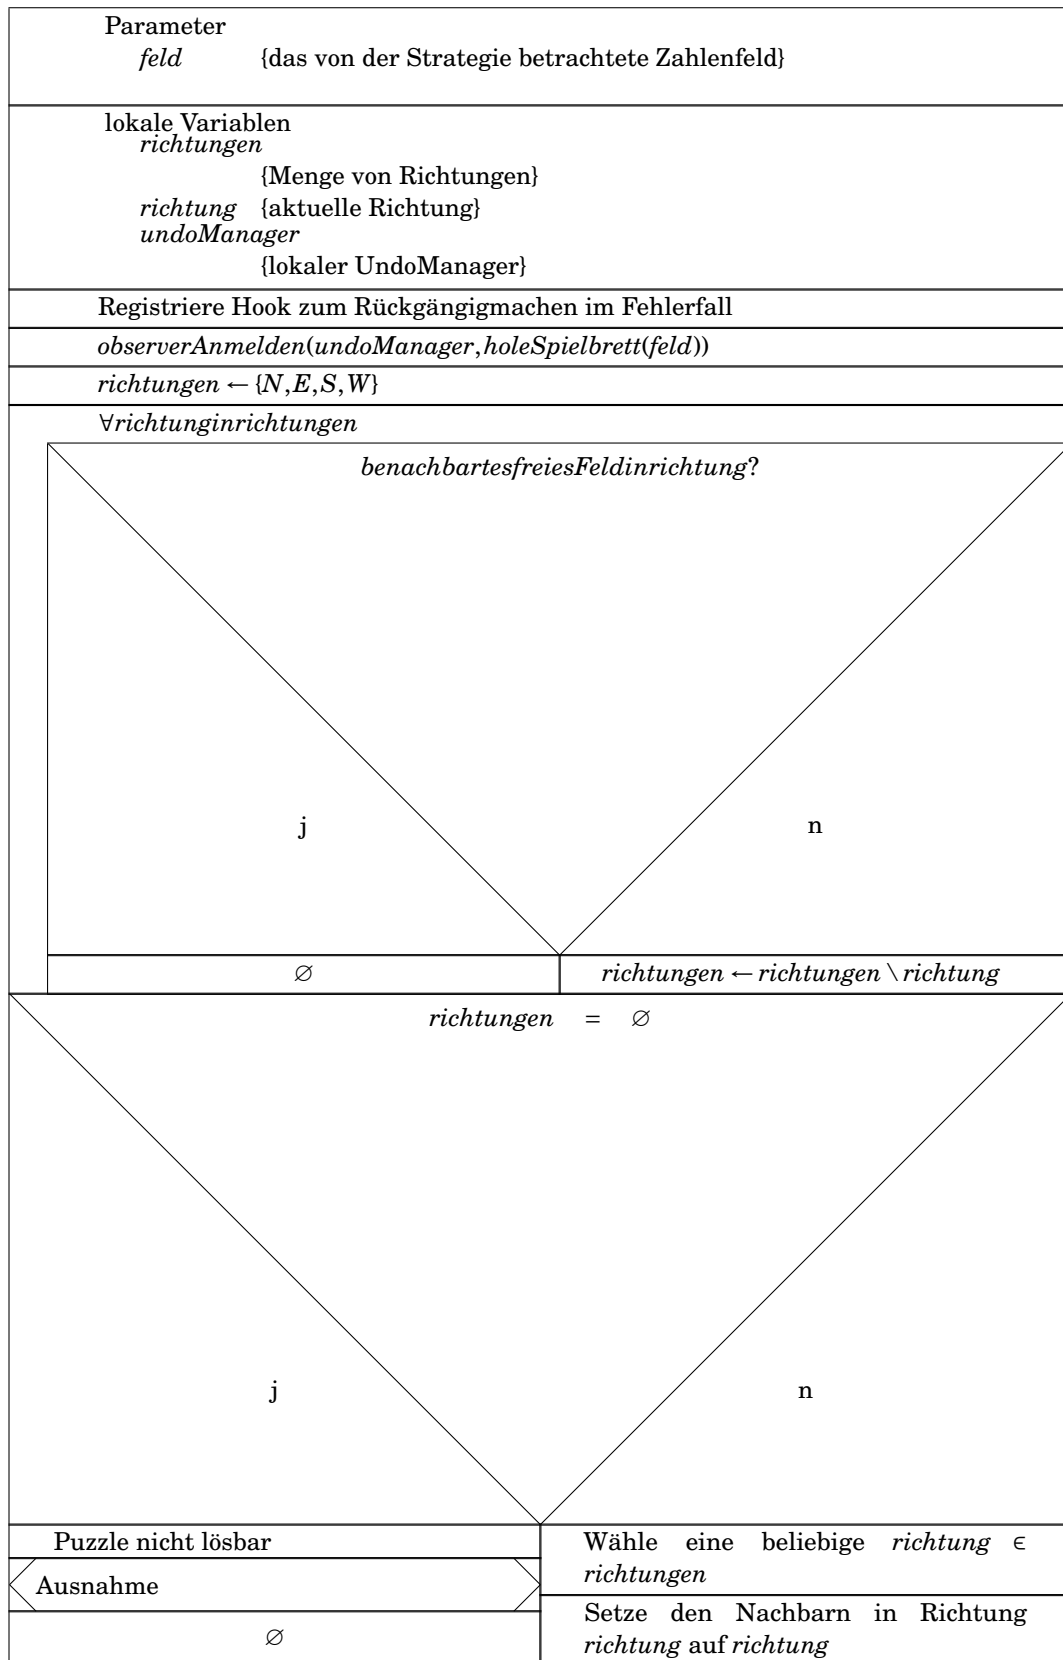 Parameter
feld {das von der Strategie betrachtete Zahlenfeld}
lokale Variablen
richtungen
{Menge von Richtungen}
richtung {aktuelle Richtung}
undoManager
{lokaler UndoManager}
Registriere Hook zum Rückgängigmachen im Fehlerfall
observerAnmelden(undoManager,holeSpielbrett(feld))
richtungen ← {N,E,S,W}
∀richtunginrichtungen
benachbartesfreiesFeldinrichtung?
j n
∅ richtungen ← richtungen \ richtung
richtungen = ∅
j n
Puzzle nicht lösbar
Ausnahme
∅
Wähle eine beliebige richtung ∈
richtungen
Setze den Nachbarn in Richtung
richtung auf richtung